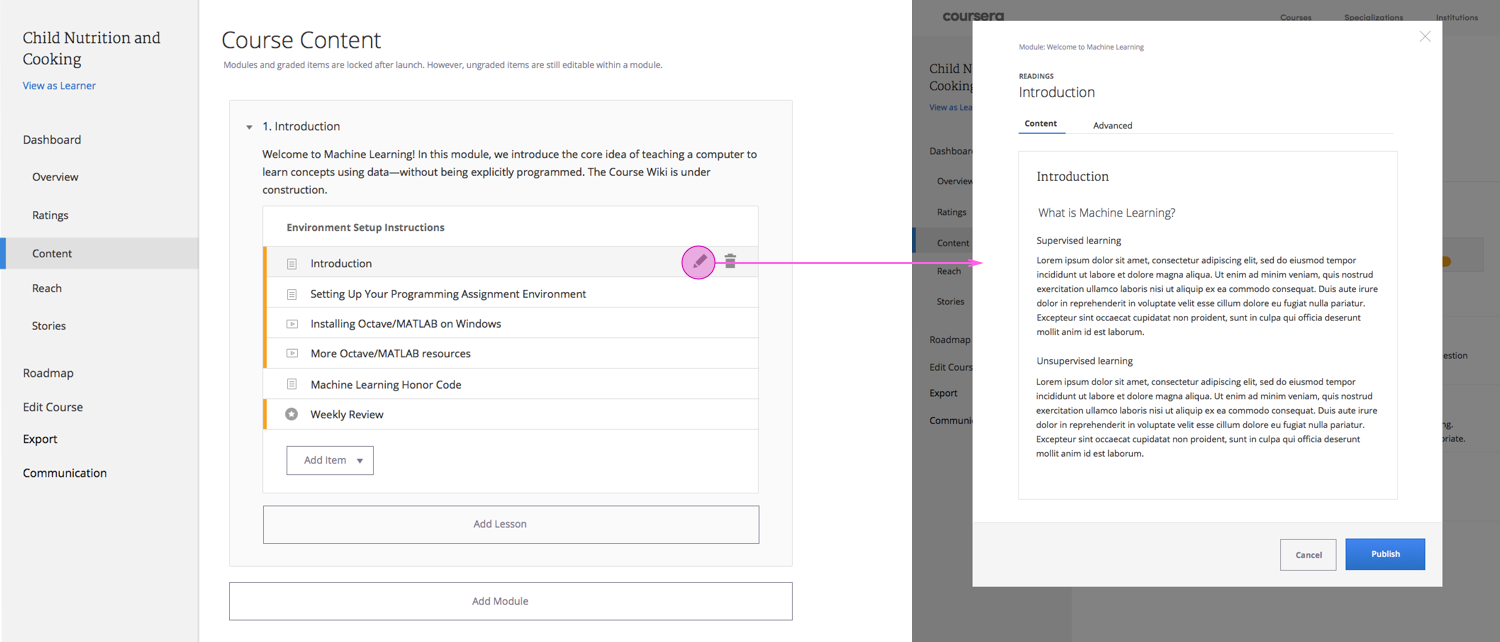 Child Nutrition and
Cooking
View as Learner
Dashboard
Overview
Ratings
Content
Reach
Stories
Roadmap
Edit Course
Export
Communication
Course Content
Modules and graded items are locked after launch. However, ungraded items are still editable within a module.
1. Introduction
Welcome to Machine Learning! In this module, we introduce the core idea of teaching a computer to
learn concepts using data—without being explicitly programmed. The Course Wiki is under
construction.
Environment Setup Instructions
Introduction
Setting Up Your Programming Assignment Environment
Installing Octave/MATLAB on Windows
More Octave/MATLAB resources
Machine Learning Honor Code
Weekly Review
Add Item
Add Lesson
Add Module
coursera
Courses
Specializations
Institutions
Child N
Cooking
View as Lea
Dashboar
Overview
Ratings
Content
Reach
Stories
Roadmap
Edit Cours
Export
Communi
Module: Welcome to Machine Learning
READINGS
Introduction
Content
Advanced
Introduction
What is Machine Learning?
Supervised learning
Lorem ipsum dolor sit amet, consectetur adipiscing elit, sed do eiusmod tempor
incididunt ut labore et dolore magna aliqua. Ut enim ad minim veniam, quis nostrud
exercitation ullamco laboris nisi ut aliquip ex ea commodo consequat. Duis aute irure
dolor in reprehenderit in voluptate velit esse cillum dolore eu fugiat nulla pariatur.
Excepteur sint occaecat cupidatat non proident, sunt in culpa qui officia deserunt
mollit anim id est laborum.
Unsupervised learning
Lorem ipsum dolor sit amet, consectetur adipiscing elit, sed do eiusmod tempor
incididunt ut labore et dolore magna aliqua. Ut enim ad minim veniam, quis nostrud
exercitation ullamco laboris nisi ut aliquip ex ea commodo consequat. Duis aute irure
dolor in reprehenderit in voluptate velit esse cillum dolore eu fugiat nulla pariatur.
Excepteur sint occaecat cupidatat non proident, sunt in culpa qui officia deserunt
mollit anim id est laborum.
Cancel
Publish
estion
ng,
riate.